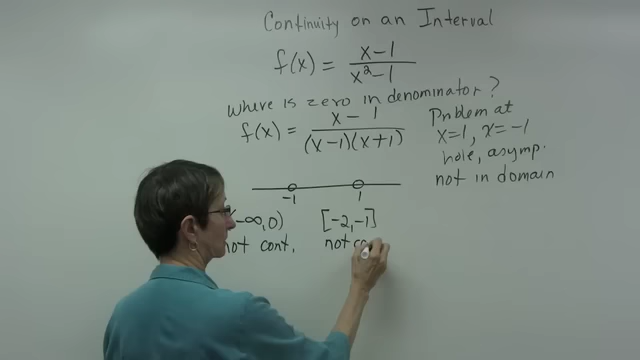 Continuity on an Interval
f(x) = x-1 / x²-1
Where is zero in denominator?
f(x) = x-1 / (x-1)(x+1)
Problem at
x=1, x=-1
hole, asymp.
not in domain
-1 1
-∞, 0) [-2,-1]
not cont. not co